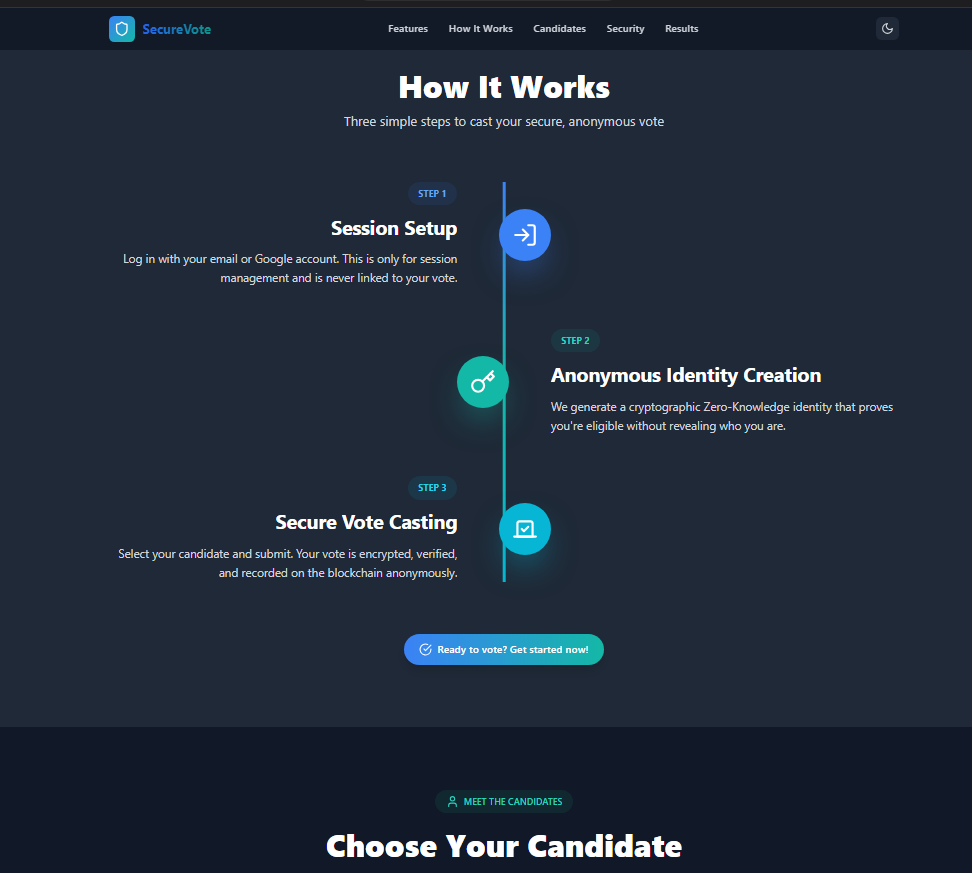 SecureVote
Features
How It Works
Candidates
Security
Results
How It Works
Three simple steps to cast your secure, anonymous vote
STEP 1
Session Setup
Log in with your email or Google account. This is only for session
management and is never linked to your vote.
STEP 2
Anonymous Identity Creation
We generate a cryptographic Zero-Knowledge identity that proves
you're eligible without revealing who you are.
STEP 3
Secure Vote Casting
Select your candidate and submit. Your vote is encrypted, verified,
and recorded on the blockchain anonymously.
Ready to vote? Get started now!
MEET THE CANDIDATES
Choose Your Candidate